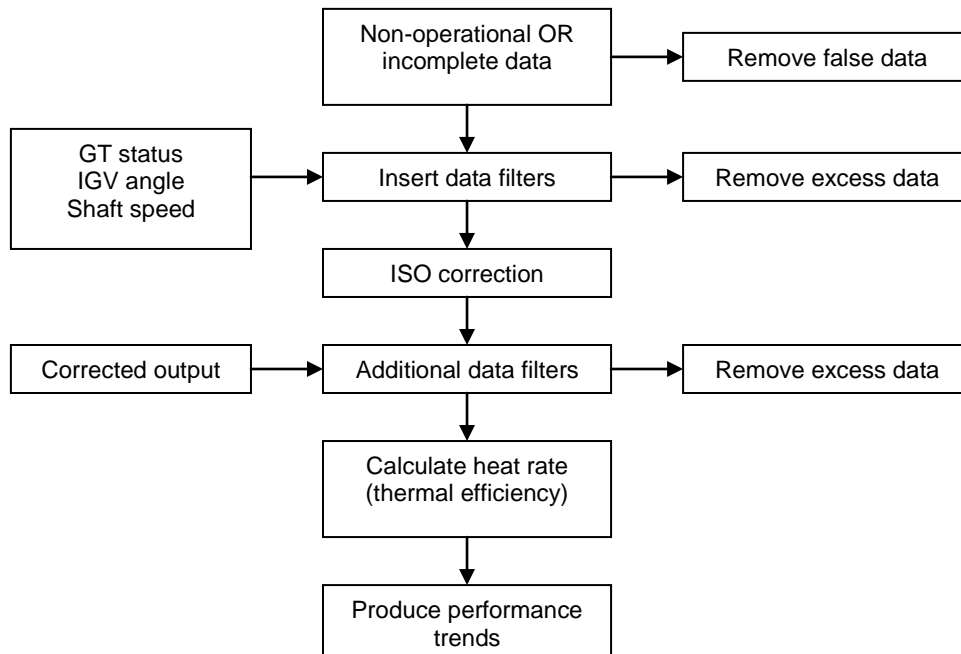 Non-operational OR
incomplete data
Remove false data
GT status
IGV angle
Shaft speed
Insert data filters
Remove excess data
ISO correction
Corrected output
Additional data filters
Remove excess data
Calculate heat rate
(thermal efficiency)
Produce performance
trends